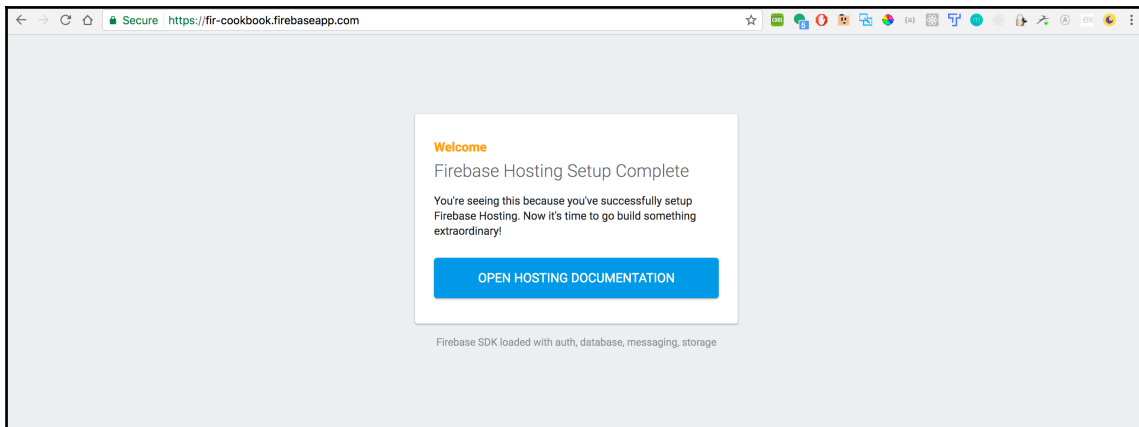 Secure https://fir-cookbook.firebaseapp.com
Welcome
Firebase Hosting Setup Complete
You're seeing this because you've successfully setup
Firebase Hosting. Now it's time to go build something
extraordinary!
OPEN HOSTING DOCUMENTATION
Firebase SDK loaded with auth, database, messaging, storage